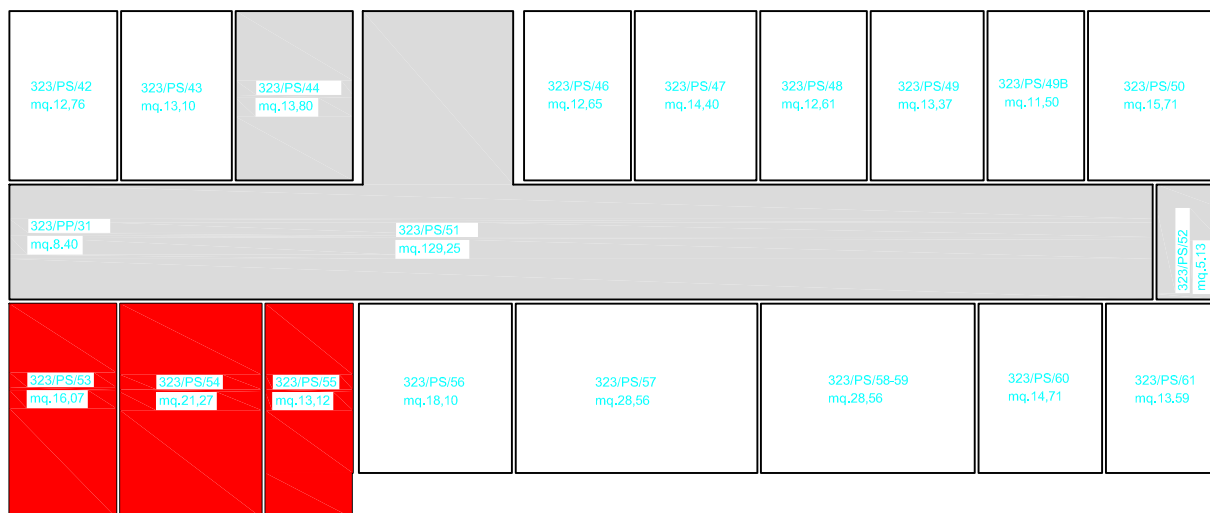 323/PS/42
mq.12,76
323/PS/43
mq.13,10
323/PS/44
mq.13,80
323/PS/46
mq.12,65
323/PS/47
mq.14,40
323/PS/48
mq.12,61
323/PS/49
mq.13,37
323/PS/49B
mq.11,50
323/PS/50
mq.15,71
323/PP/31
mq.8,40
323/PS/51
mq.129,25
323/PS/52
mq.5,13
323/PS/53
mq.16,07
323/PS/54
mq.21,27
323/PS/55
mq.13,12
323/PS/56
mq.18,10
323/PS/57
mq.28,56
323/PS/58-59
mq.28,56
323/PS/60
mq.14,71
323/PS/61
mq.13,59